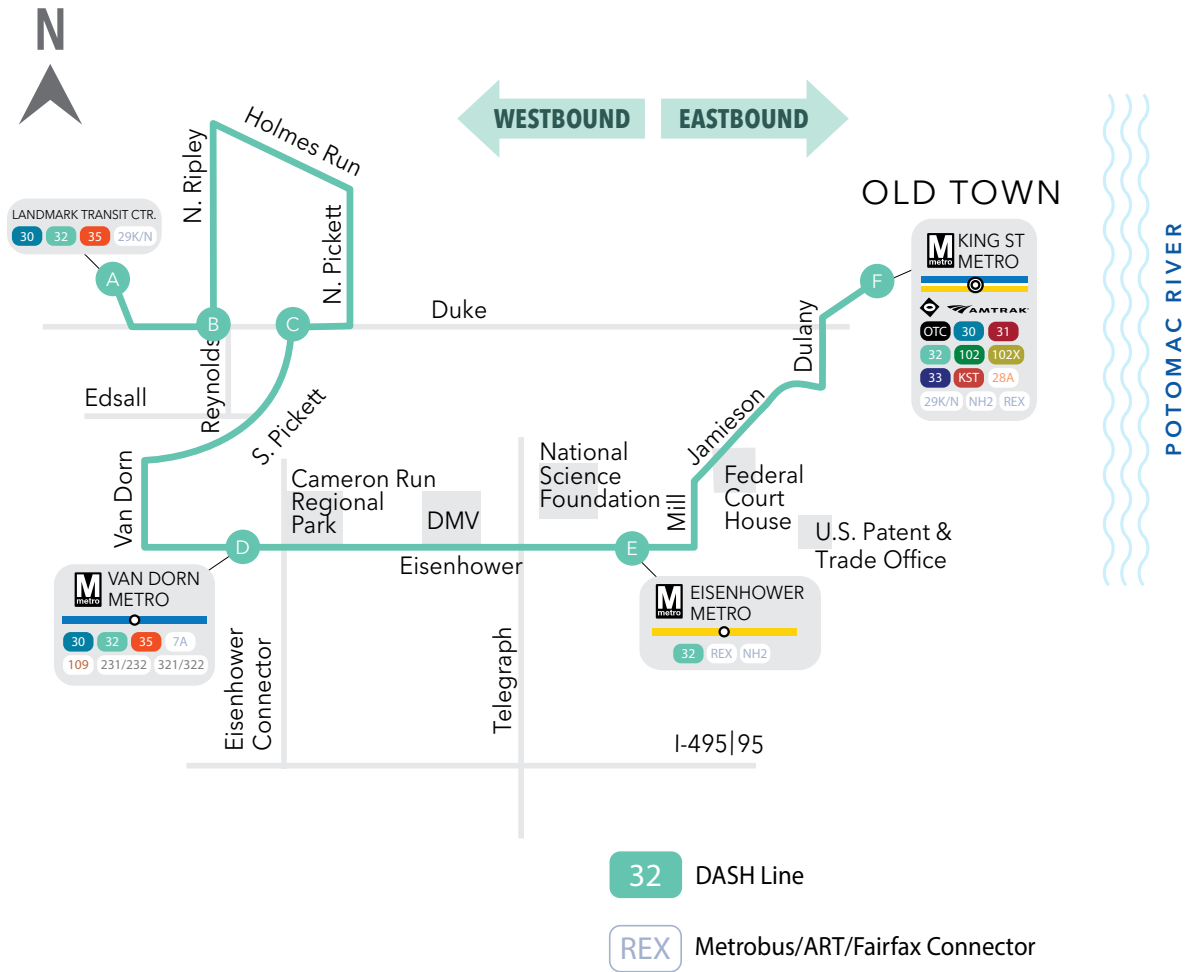 N
WESTBOUND
EASTBOUND
Holmes Run
N. Ripley
N. Pickett
LANDMARK TRANSIT CTR.
30 32 35 29K/N
A
B
C
Duke
Reynolds
Edsall
S. Pickett
Van Dorn
OLD TOWN
F
M
metro
KING ST
METRO
AMTRAK
OTC 30 31
32 102 102X
33 KST 28A
29K/N NH2 REX
Dulany
Jamieson
Mill
POTOMAC RIVER
National
Science
Foundation
Federal
Court
House
U.S. Patent &
Trade Office
Cameron Run
Regional
Park
DMV
D
E
Eisenhower
M
metro
VAN DORN
METRO
30 32 35 7A
109 231/232 321/322
M
metro
EISENHOWER
METRO
32 REX NH2
Eisenhower
Connector
Telegraph
I-495|95
32 DASH Line
REX Metrobus/ART/Fairfax Connector